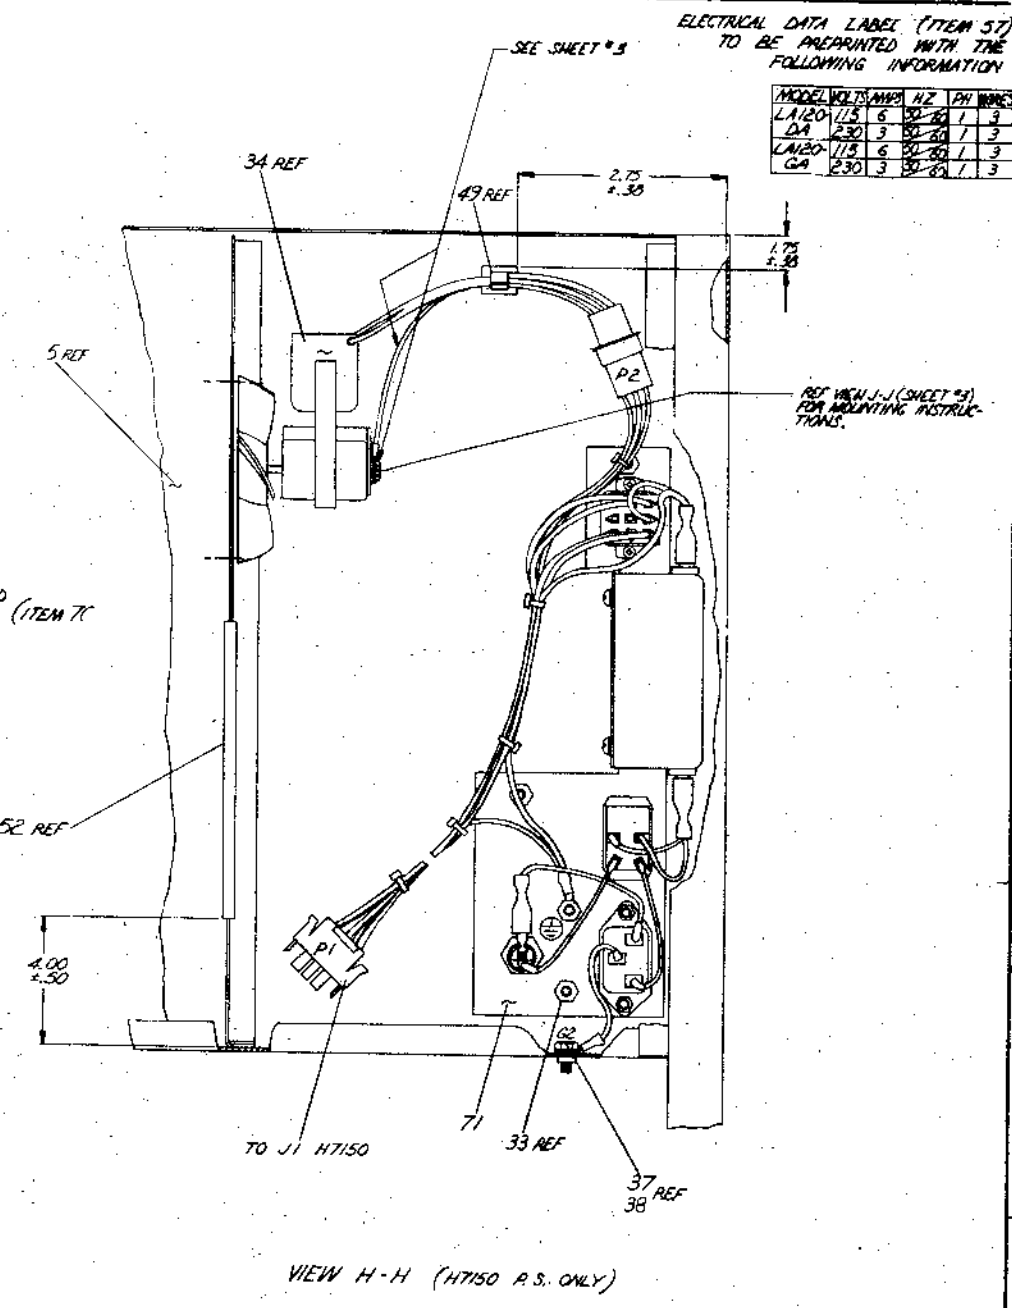 ELECTRICAL DATA LABEL (ITEM 57)
TO BE PREPRINTED WITH THE
FOLLOWING INFORMATION
MODEL VOLTS AMPS HZ PH WIRES
LA120- 115 6 50/60 1 3
DA 230 3 50/60 1 3
LA120- 115 6 50/60 1 3
GA 230 3 50/60 1 3
SEE SHEET #3
34 REF
49 REF
2.75
±.38
1.75
±.38
5 REF
P2
REF VIEW J-J (SHEET #3)
FOR MOUNTING INSTRUC-
TIONS.
(ITEM 7
52 REF
P1
4.00
±.50
G2
71
33 REF
TO J1 H7150
37
38 REF
VIEW H-H (H7150 P.S. ONLY)